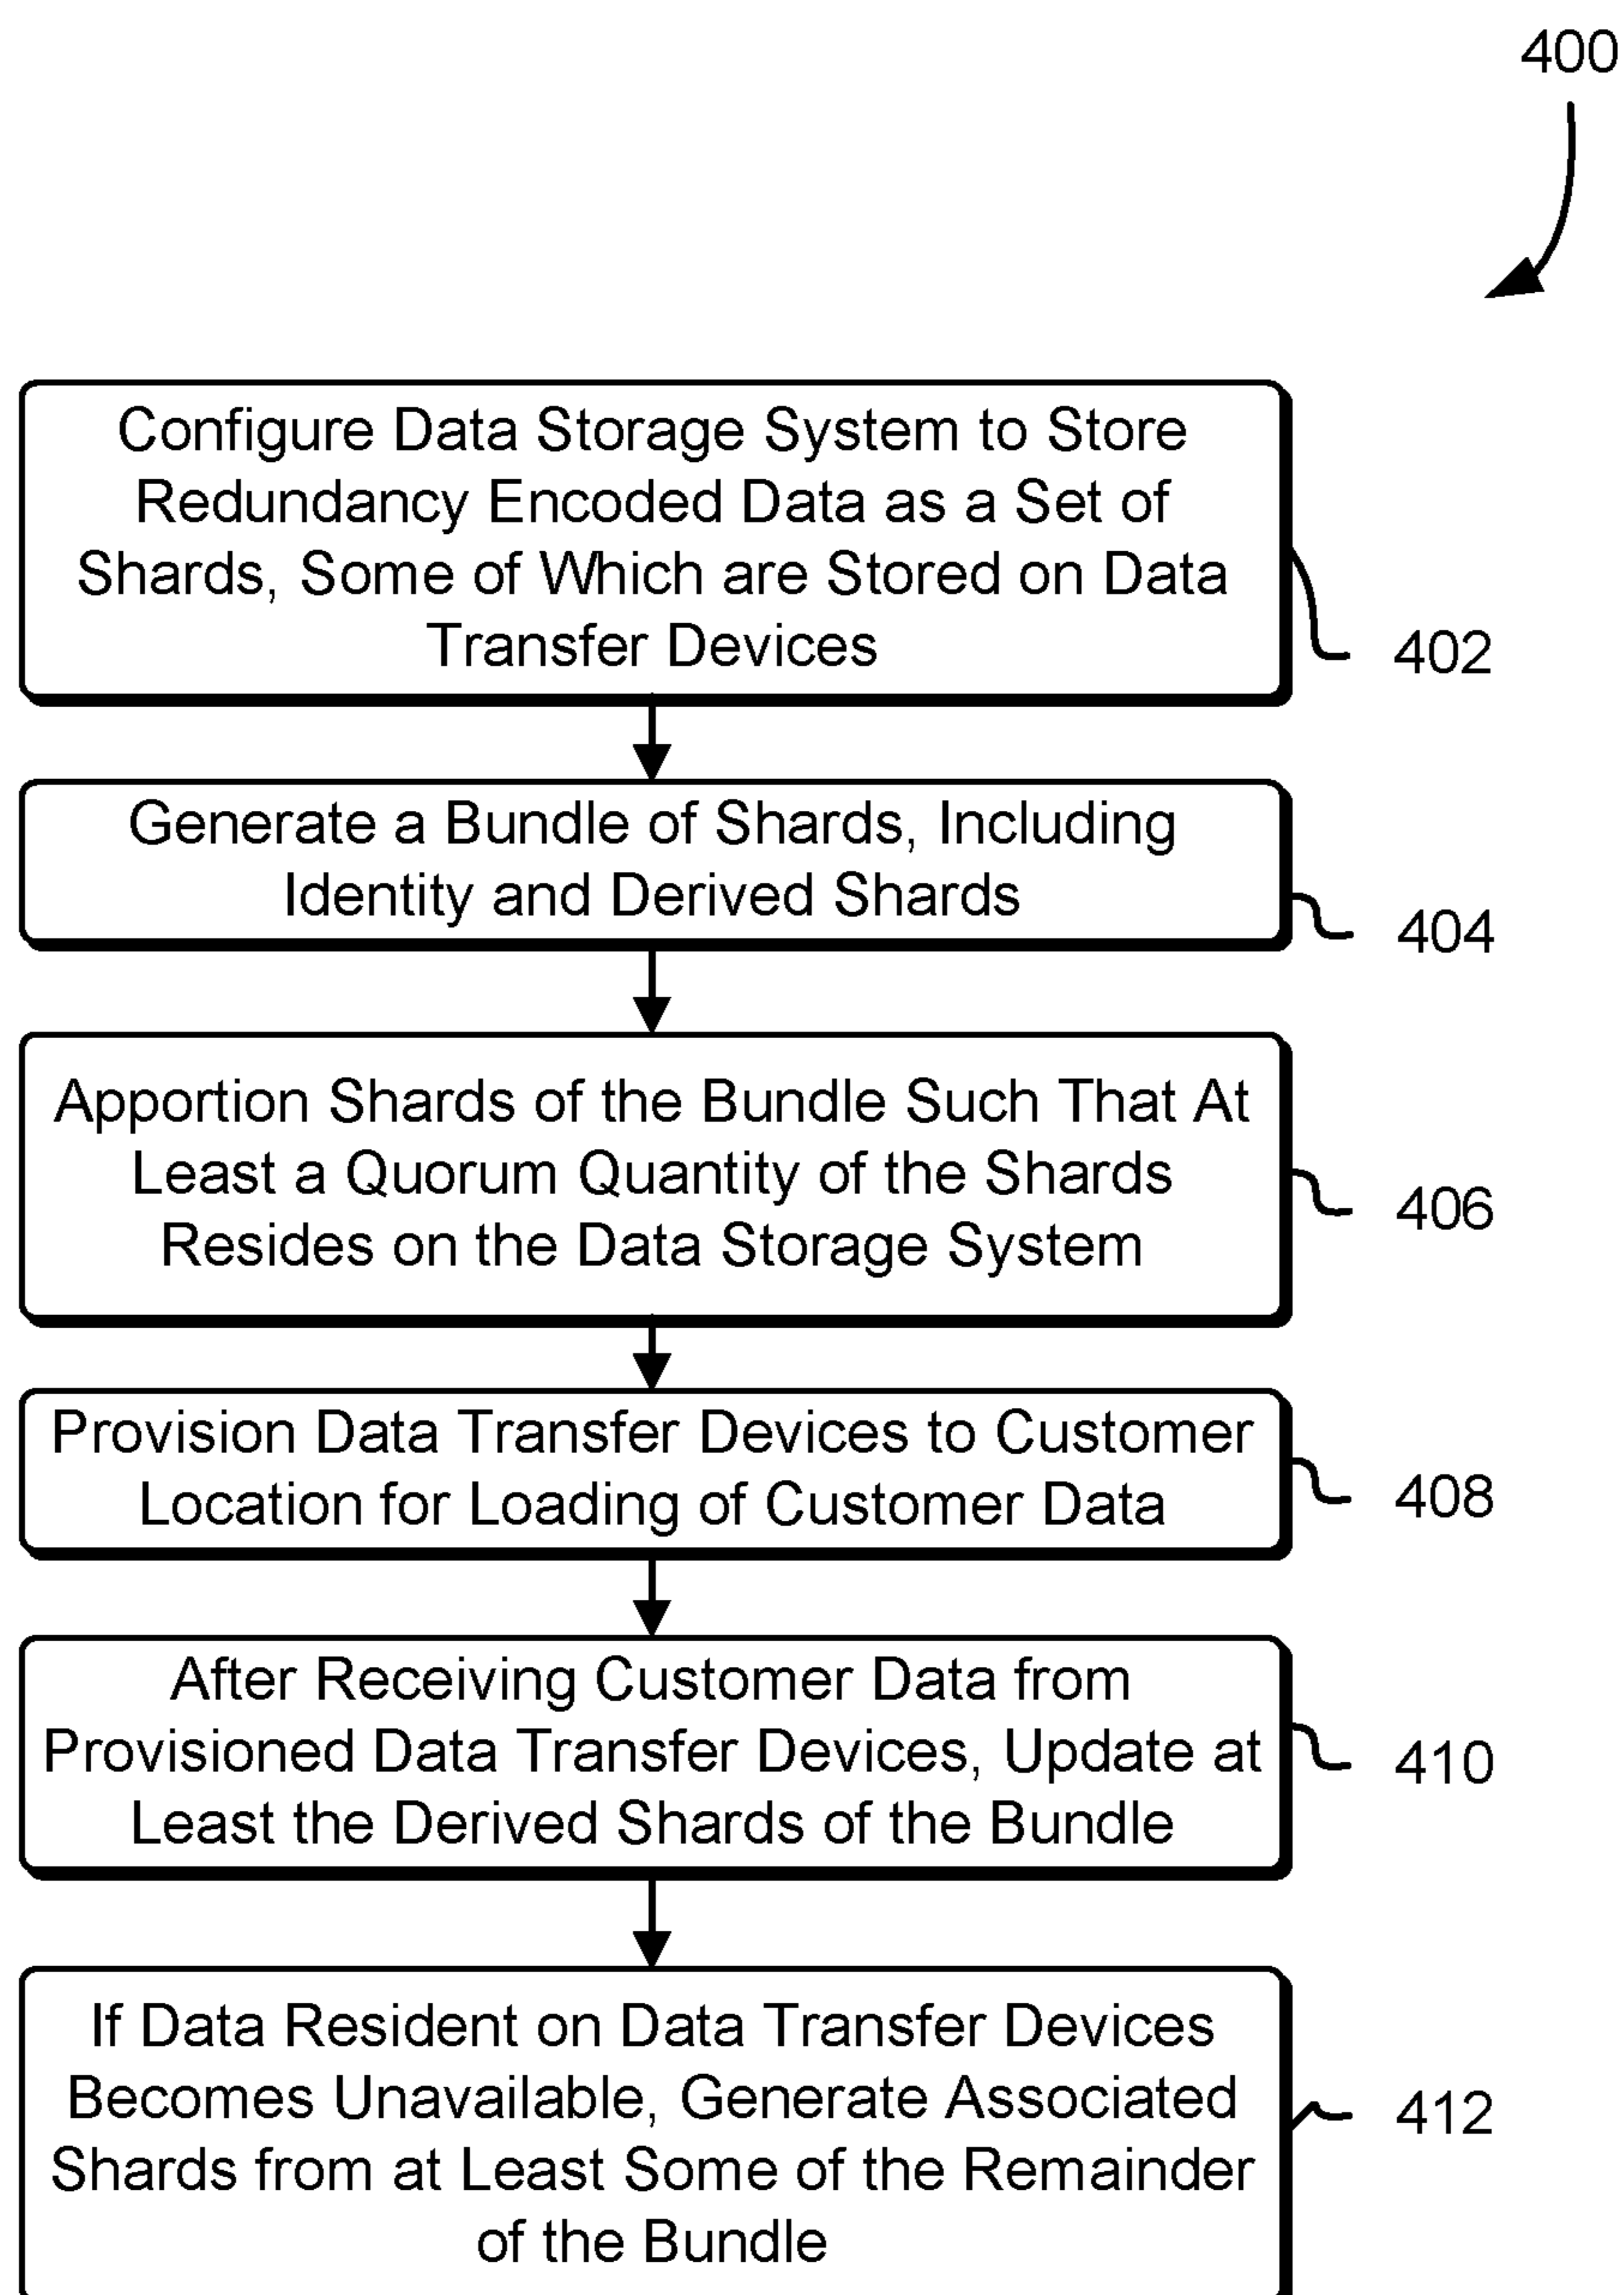 400
Configure Data Storage System to Store
Redundancy Encoded Data as a Set of
Shards, Some of Which are Stored on Data
Transfer Devices
402
Generate a Bundle of Shards, Including
Identity and Derived Shards
404
Apportion Shards of the Bundle Such That At
Least a Quorum Quantity of the Shards
Resides on the Data Storage System
406
Provision Data Transfer Devices to Customer
Location for Loading of Customer Data
408
After Receiving Customer Data from
Provisioned Data Transfer Devices, Update at
Least the Derived Shards of the Bundle
410
If Data Resident on Data Transfer Devices
Becomes Unavailable, Generate Associated
Shards from at Least Some of the Remainder
of the Bundle
412